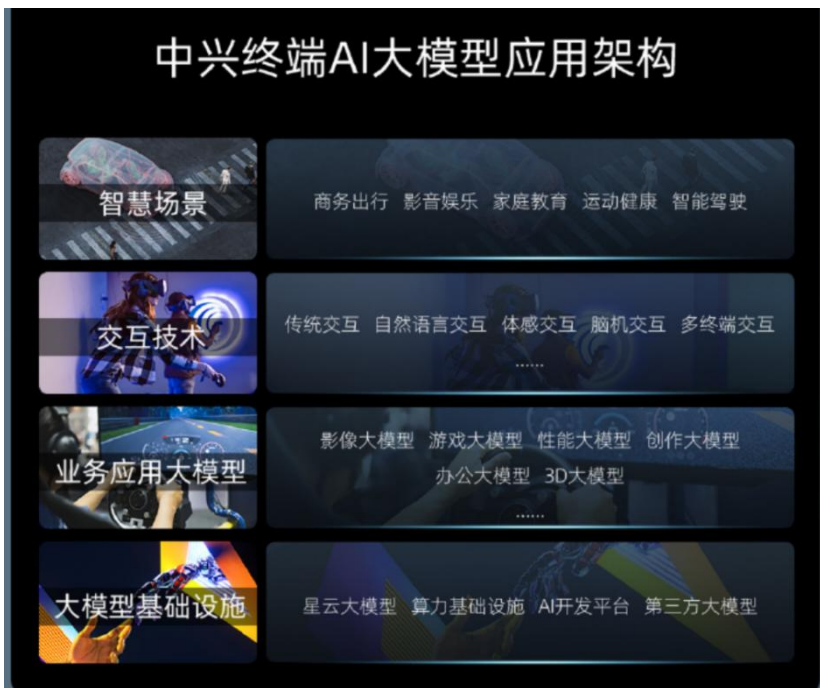 中兴终端AI大模型应用架构
智慧场景
商务出行 影音娱乐 家庭教育 运动健康 智能驾驶
交互技术
传统交互 自然语言交互 体感交互 脑机交互 多终端交互
......
业务应用大模型
影像大模型 游戏大模型 性能大模型 创作大模型
办公大模型 3D大模型
......
大模型基础设施
星云大模型 算力基础设施 AI开发平台 第三方大模型